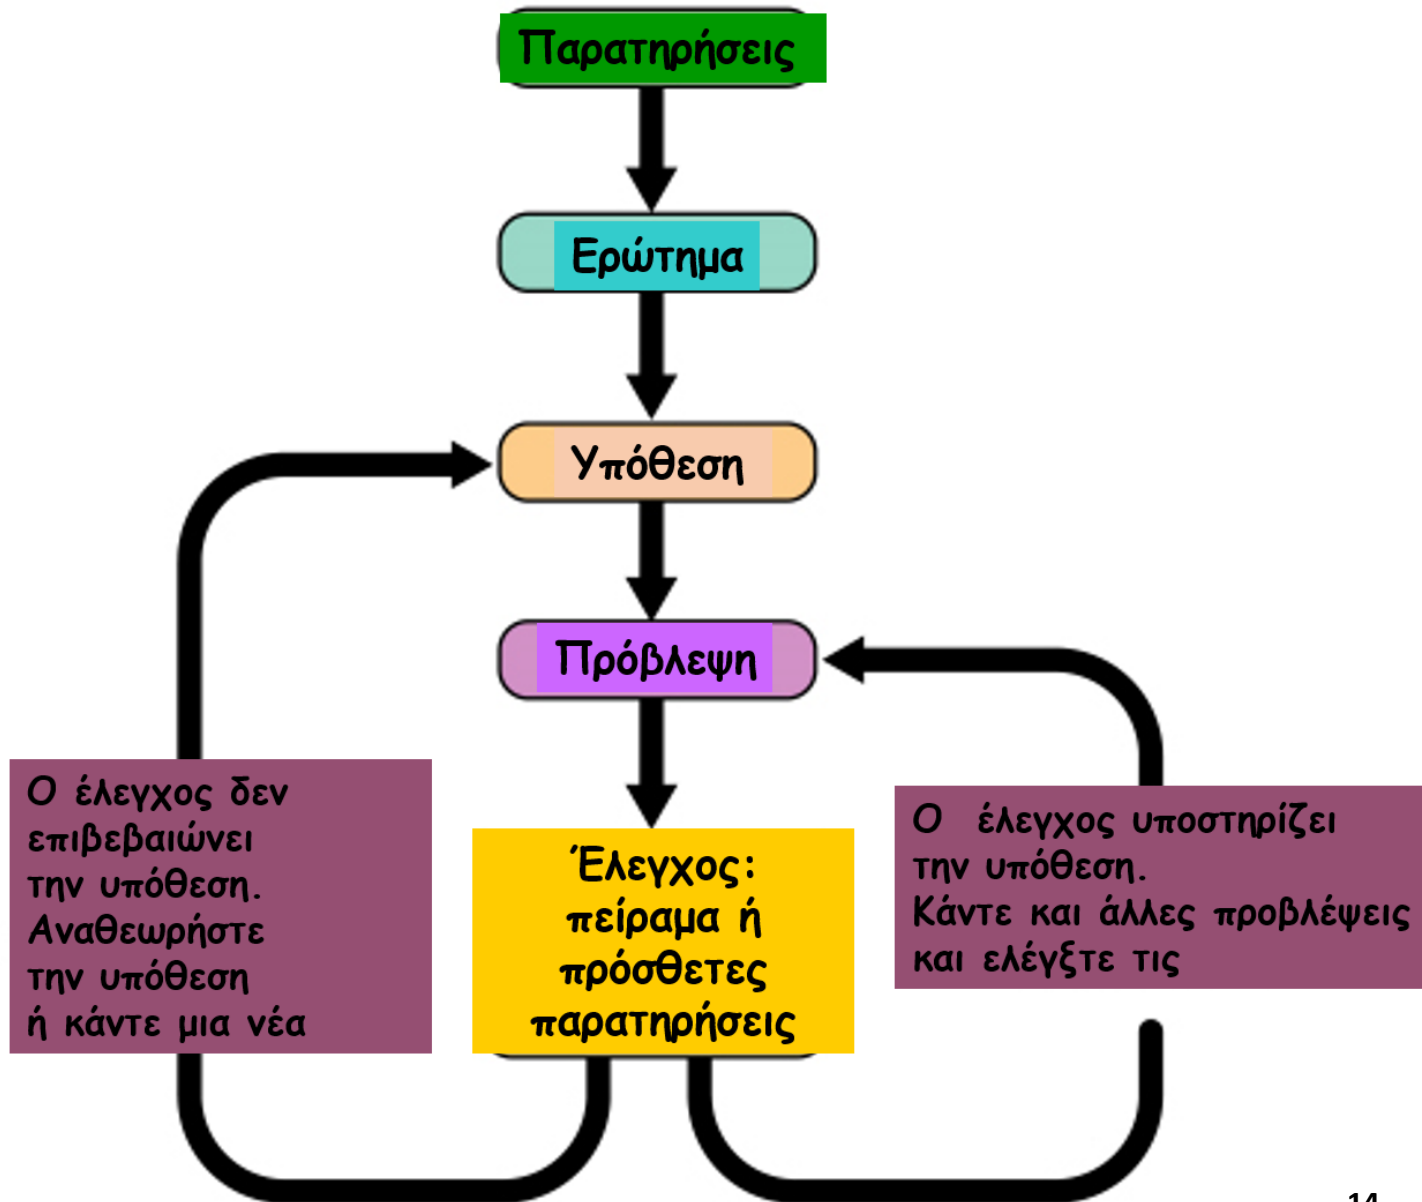 Παρατηρήσεις
Ερώτημα
Υπόθεση
Πρόβλεψη
Ο έλεγχος δεν
επιβεβαιώνει
την υπόθεση.
Αναθεωρήστε
την υπόθεση
ή κάντε μια νέα
Έλεγχος:
πείραμα ή
πρόσθετες
παρατηρήσεις
Ο έλεγχος υποστηρίζει
την υπόθεση.
Κάντε και άλλες προβλέψεις
και ελέγξτε τις
14